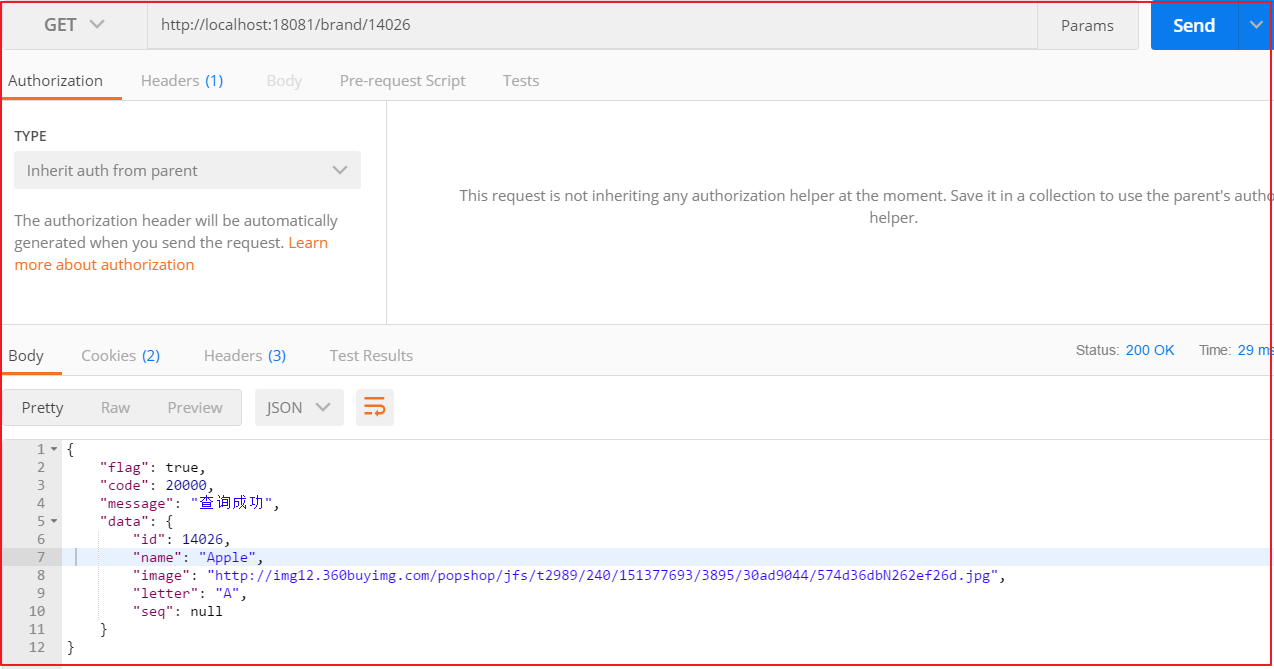 GET http://localhost:18081/brand/14026 Params Send
Authorization Headers (1) Body Pre-request Script Tests
TYPE
Inherit auth from parent
The authorization header will be automatically
generated when you send the request. Learn
more about authorization
This request is not inheriting any authorization helper at the moment. Save it in a collection to use the parent's autho
helper.
Body Cookies (2) Headers (3) Test Results Status: 200 OK Time: 29 ms
Pretty Raw Preview JSON
1 {
2 "flag": true,
3 "code": 20000,
4 "message": "查询成功",
5 "data": {
6 "id": 14026,
7 "name": "Apple",
8 "image": "http://img12.360buyimg.com/popshop/jfs/t2989/240/151377693/3895/30ad9044/574d36dbN262ef26d.jpg",
9 "letter": "A",
10 "seq": null
11 }
12 }